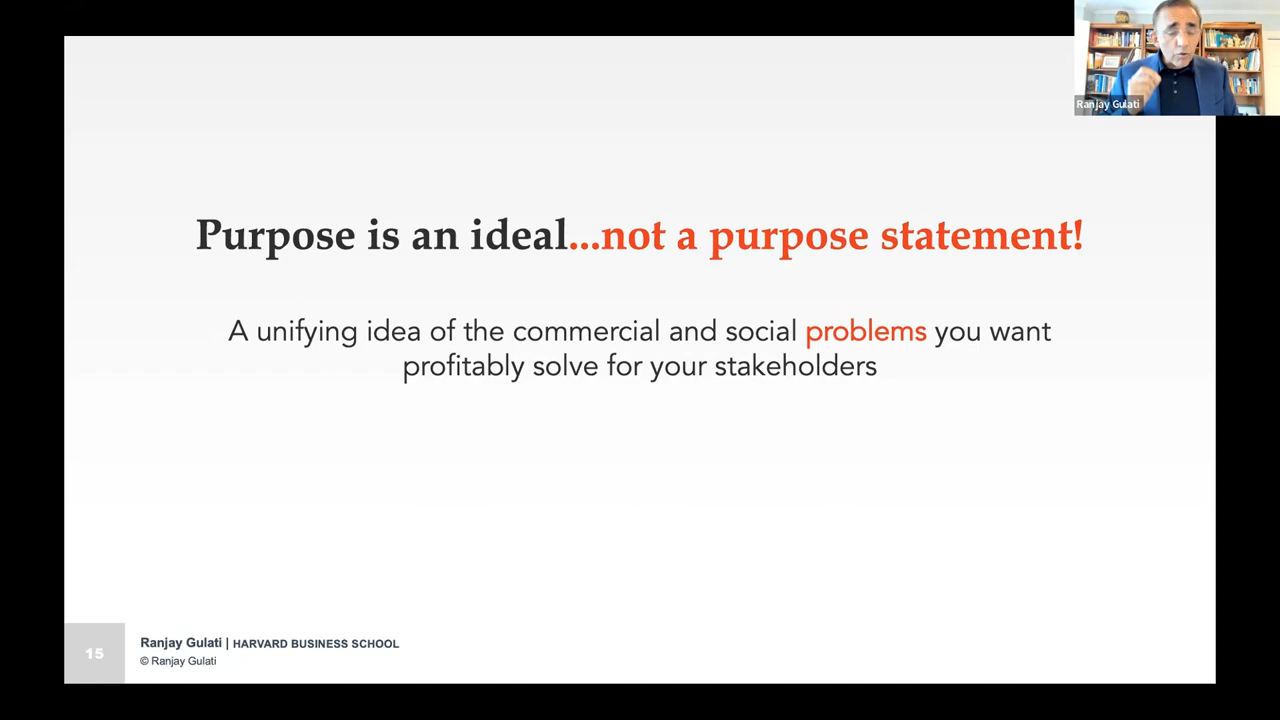 Ranjay Gulati
Purpose is an ideal...not a purpose statement!
A unifying idea of the commercial and social problems you want
profitably solve for your stakeholders
15
Ranjay Gulati | HARVARD BUSINESS SCHOOL
© Ranjay Gulati